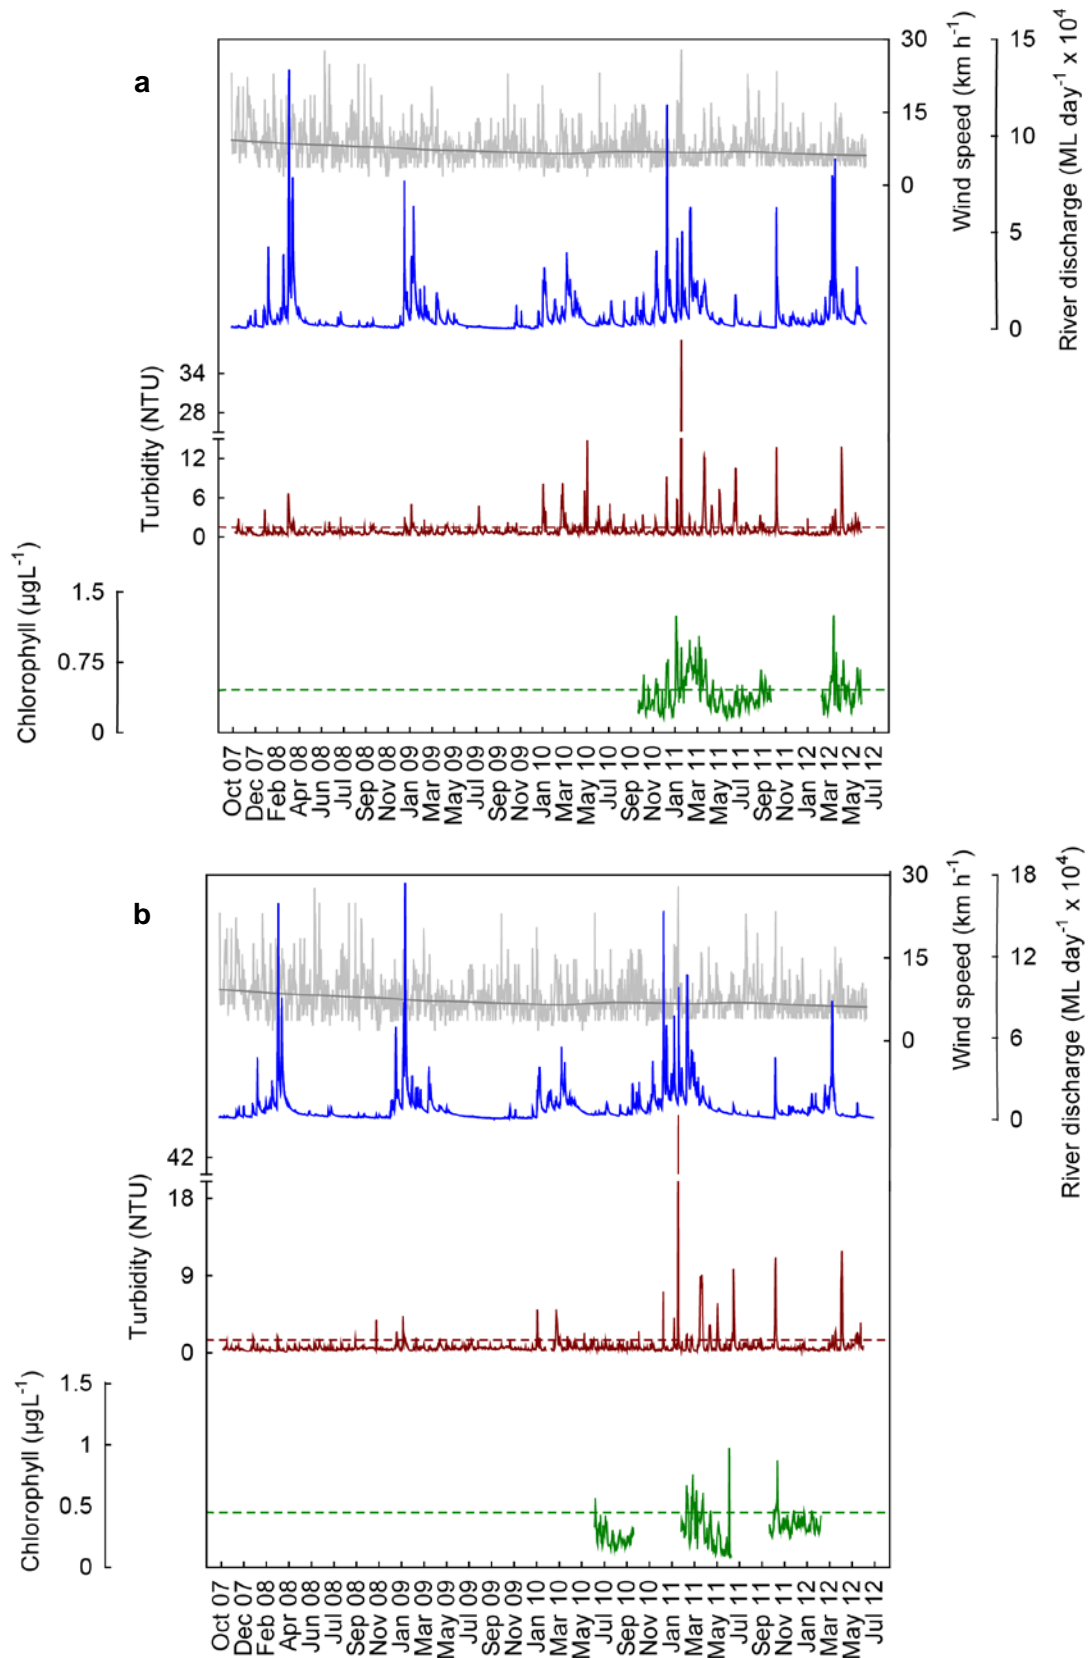 a
30
15
0
Wind speed (km h-1)
15
10
5
0
River discharge (ML day-1 x 104)
34
28
12
6
0
Turbidity (NTU)
1.5
0.75
0
Chlorophyll (µgL-1)
Oct 07
Dec 07
Feb 08
Apr 08
Jun 08
Jul 08
Sep 08
Nov 08
Jan 09
Mar 09
May 09
Jul 09
Sep 09
Nov 09
Jan 10
Mar 10
May 10
Jul 10
Sep 10
Nov 10
Jan 11
Mar 11
May 11
Jul 11
Sep 11
Nov 11
Jan 12
Mar 12
May 12
Jul 12
b
30
15
0
Wind speed (km h-1)
18
12
6
0
River discharge (ML day-1 x 104)
42
18
9
0
Turbidity (NTU)
1.5
1
0.5
0
Chlorophyll (µgL-1)
Oct 07
Dec 07
Feb 08
Apr 08
Jun 08
Jul 08
Sep 08
Nov 08
Jan 09
Mar 09
May 09
Jul 09
Sep 09
Nov 09
Jan 10
Mar 10
May 10
Jul 10
Sep 10
Nov 10
Jan 11
Mar 11
May 11
Jul 11
Sep 11
Nov 11
Jan 12
Mar 12
May 12
Jul 12